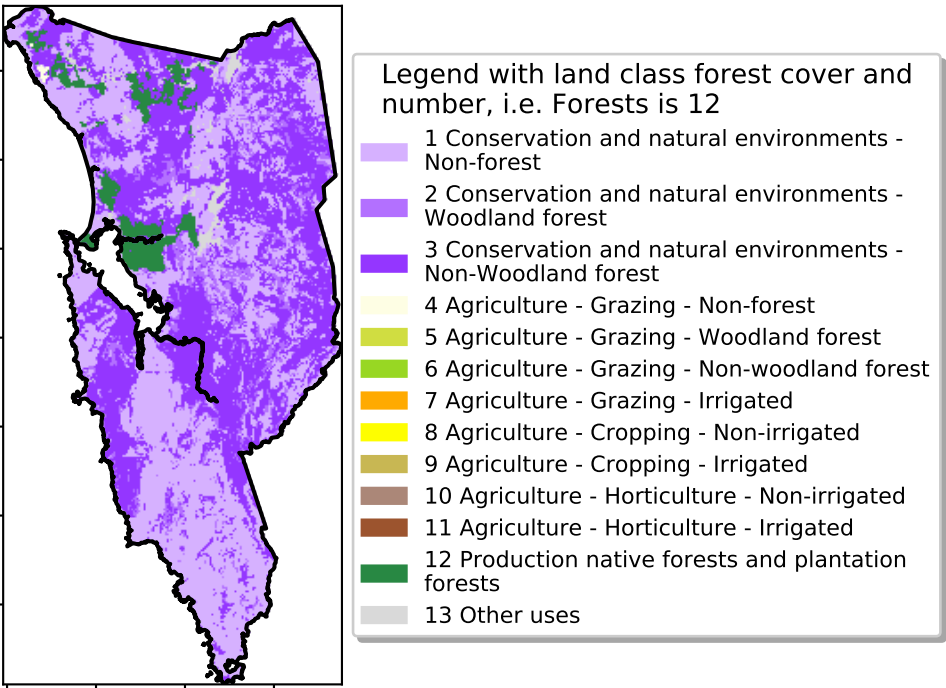 Legend with land class forest cover and
number, i.e. Forests is 12
1 Conservation and natural environments -
Non-forest
2 Conservation and natural environments -
Woodland forest
3 Conservation and natural environments -
Non-Woodland forest
4 Agriculture - Grazing - Non-forest
5 Agriculture - Grazing - Woodland forest
6 Agriculture - Grazing - Non-woodland forest
7 Agriculture - Grazing - Irrigated
8 Agriculture - Cropping - Non-irrigated
9 Agriculture - Cropping - Irrigated
10 Agriculture - Horticulture - Non-irrigated
11 Agriculture - Horticulture - Irrigated
12 Production native forests and plantation
forests
13 Other uses